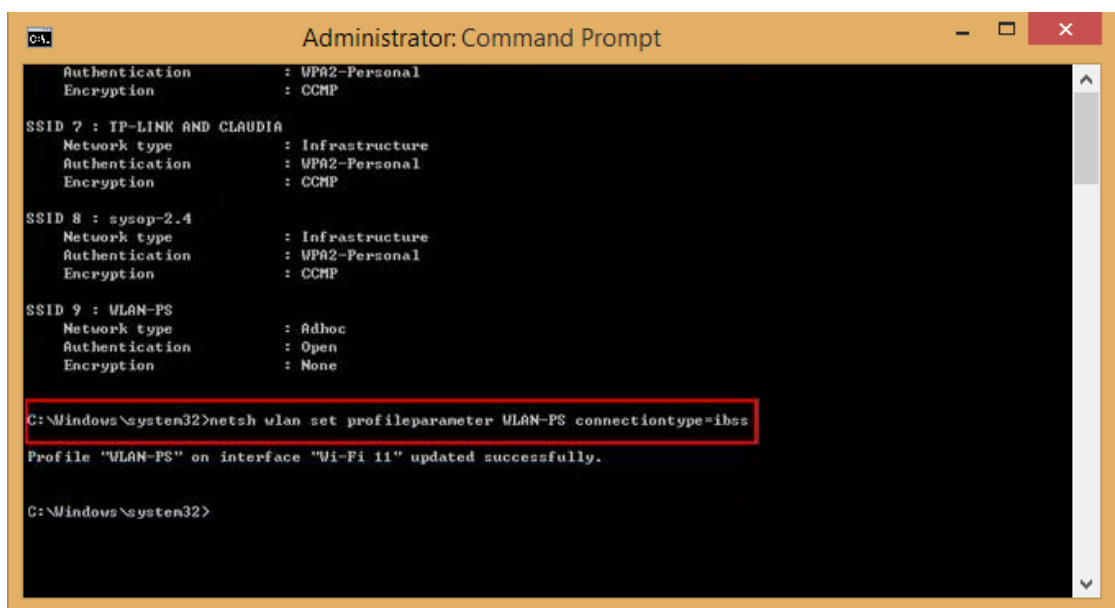 Administrator: Command Prompt
Authentication : WPA2-Personal
Encryption : CCMP
SSID 7 : TP-LINK AND CLAUDIA
Network type : Infrastructure
Authentication : WPA2-Personal
Encryption : CCMP
SSID 8 : sysop-2.4
Network type : Infrastructure
Authentication : WPA2-Personal
Encryption : CCMP
SSID 9 : WLAN-PS
Network type : Adhoc
Authentication : Open
Encryption : None
C:\Windows\system32>netsh wlan set profileparameter WLAN-PS connectiontype=ibss
Profile "WLAN-PS" on interface "Wi-Fi 11" updated successfully.
C:\Windows\system32>